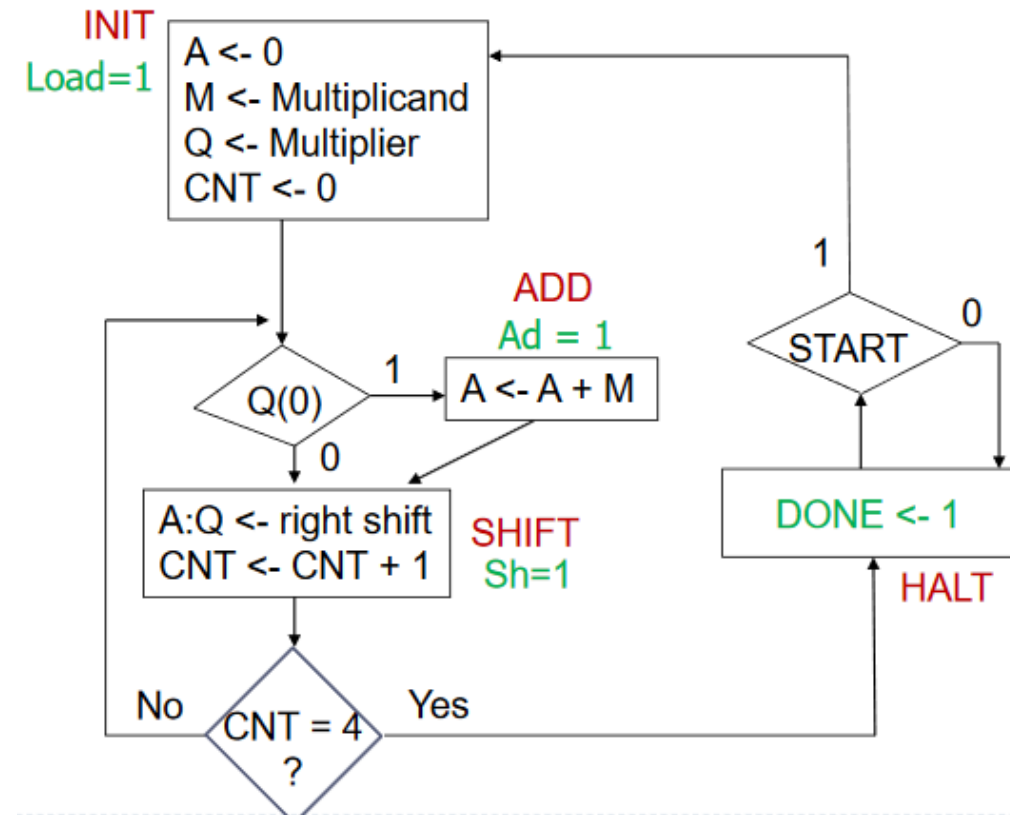 INIT
Load=1
A <- 0
M <- Multiplicand
Q <- Multiplier
CNT <- 0
1
START
0
ADD
Ad = 1
A <- A + M
Q(0)
1
0
A:Q <- right shift
CNT <- CNT + 1
SHIFT
Sh=1
DONE <- 1
HALT
No
CNT = 4
?
Yes